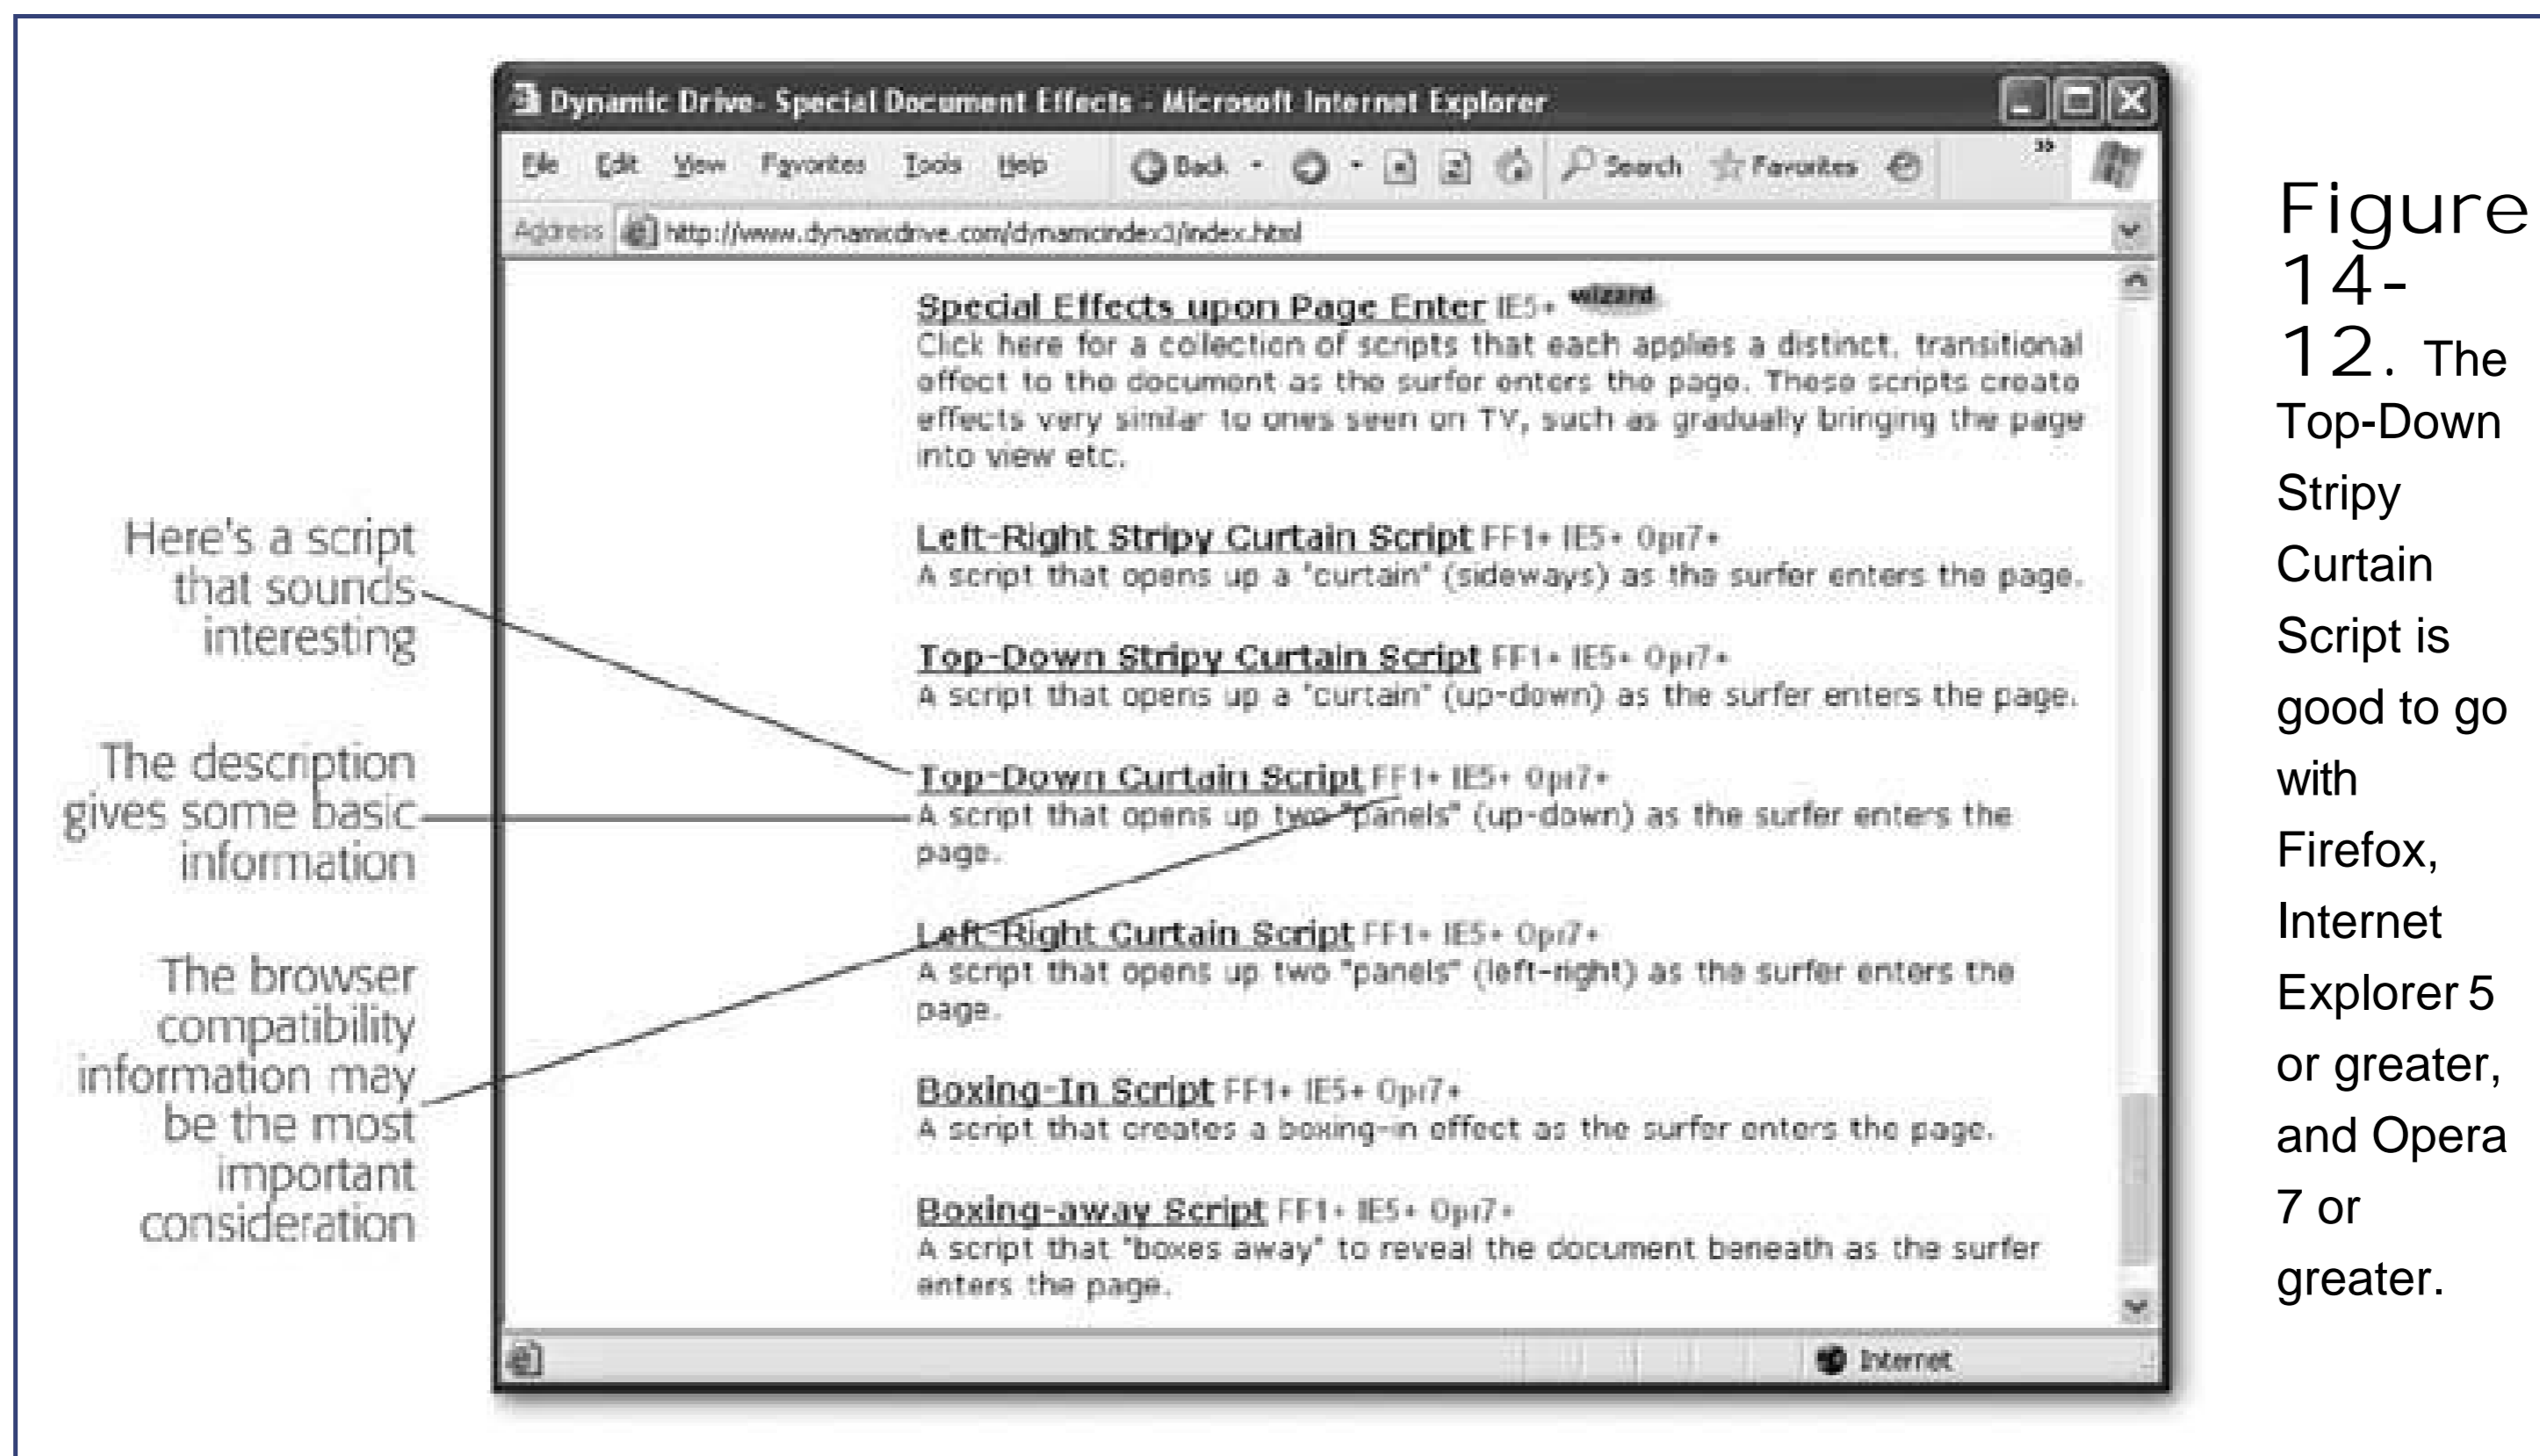 Dynamic Drive- Special Document Effects - Microsoft Internet Explorer
File Edit View Favorites Tools Help Back Search Favorites »
Address http://www.dynamicdrive.com/dynamicindex3/index.html
Special Effects upon Page Enter IE5+ wizard
Click here for a collection of scripts that each applies a distinct, transitional
effect to the document as the surfer enters the page. These scripts create
effects very similar to ones seen on TV, such as gradually bringing the page
into view etc.
Left-Right Stripy Curtain Script FF1+ IE5+ Opr7+
A script that opens up a "curtain" (sideways) as the surfer enters the page.
Top-Down Stripy Curtain Script FF1+ IE5+ Opr7+
A script that opens up a "curtain" (up-down) as the surfer enters the page.
Top-Down Curtain Script FF1+ IE5+ Opr7+
A script that opens up two "panels" (up-down) as the surfer enters the
page.
Left-Right Curtain Script FF1+ IE5+ Opr7+
A script that opens up two "panels" (left-right) as the surfer enters the
page.
Boxing-In Script FF1+ IE5+ Opr7+
A script that creates a boxing-in effect as the surfer enters the page.
Boxing-away Script FF1+ IE5+ Opr7+
A script that "boxes away" to reveal the document beneath as the surfer
enters the page.
Internet
Here's a script
that sounds
interesting
The description
gives some basic
information
The browser
compatibility
information may
be the most
important
consideration
Figure
14-
12. The
Top-Down
Stripy
Curtain
Script is
good to go
with
Firefox,
Internet
Explorer 5
or greater,
and Opera
7 or
greater.